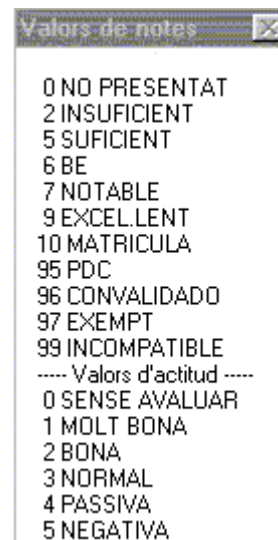 Valors de notes
0 NO PRESENTAT
2 INSUFICIENT
5 SUFICIENT
6 BE
7 NOTABLE
9 EXCEL.LENT
10 MATRICULA
95 PDC
96 CONVALIDADO
97 EXEMPT
99 INCOMPATIBLE
----- Valors d'actitud -----
0 SENSE AVALUAR
1 MOLT BONA
2 BONA
3 NORMAL
4 PASSIVA
5 NEGATIVA